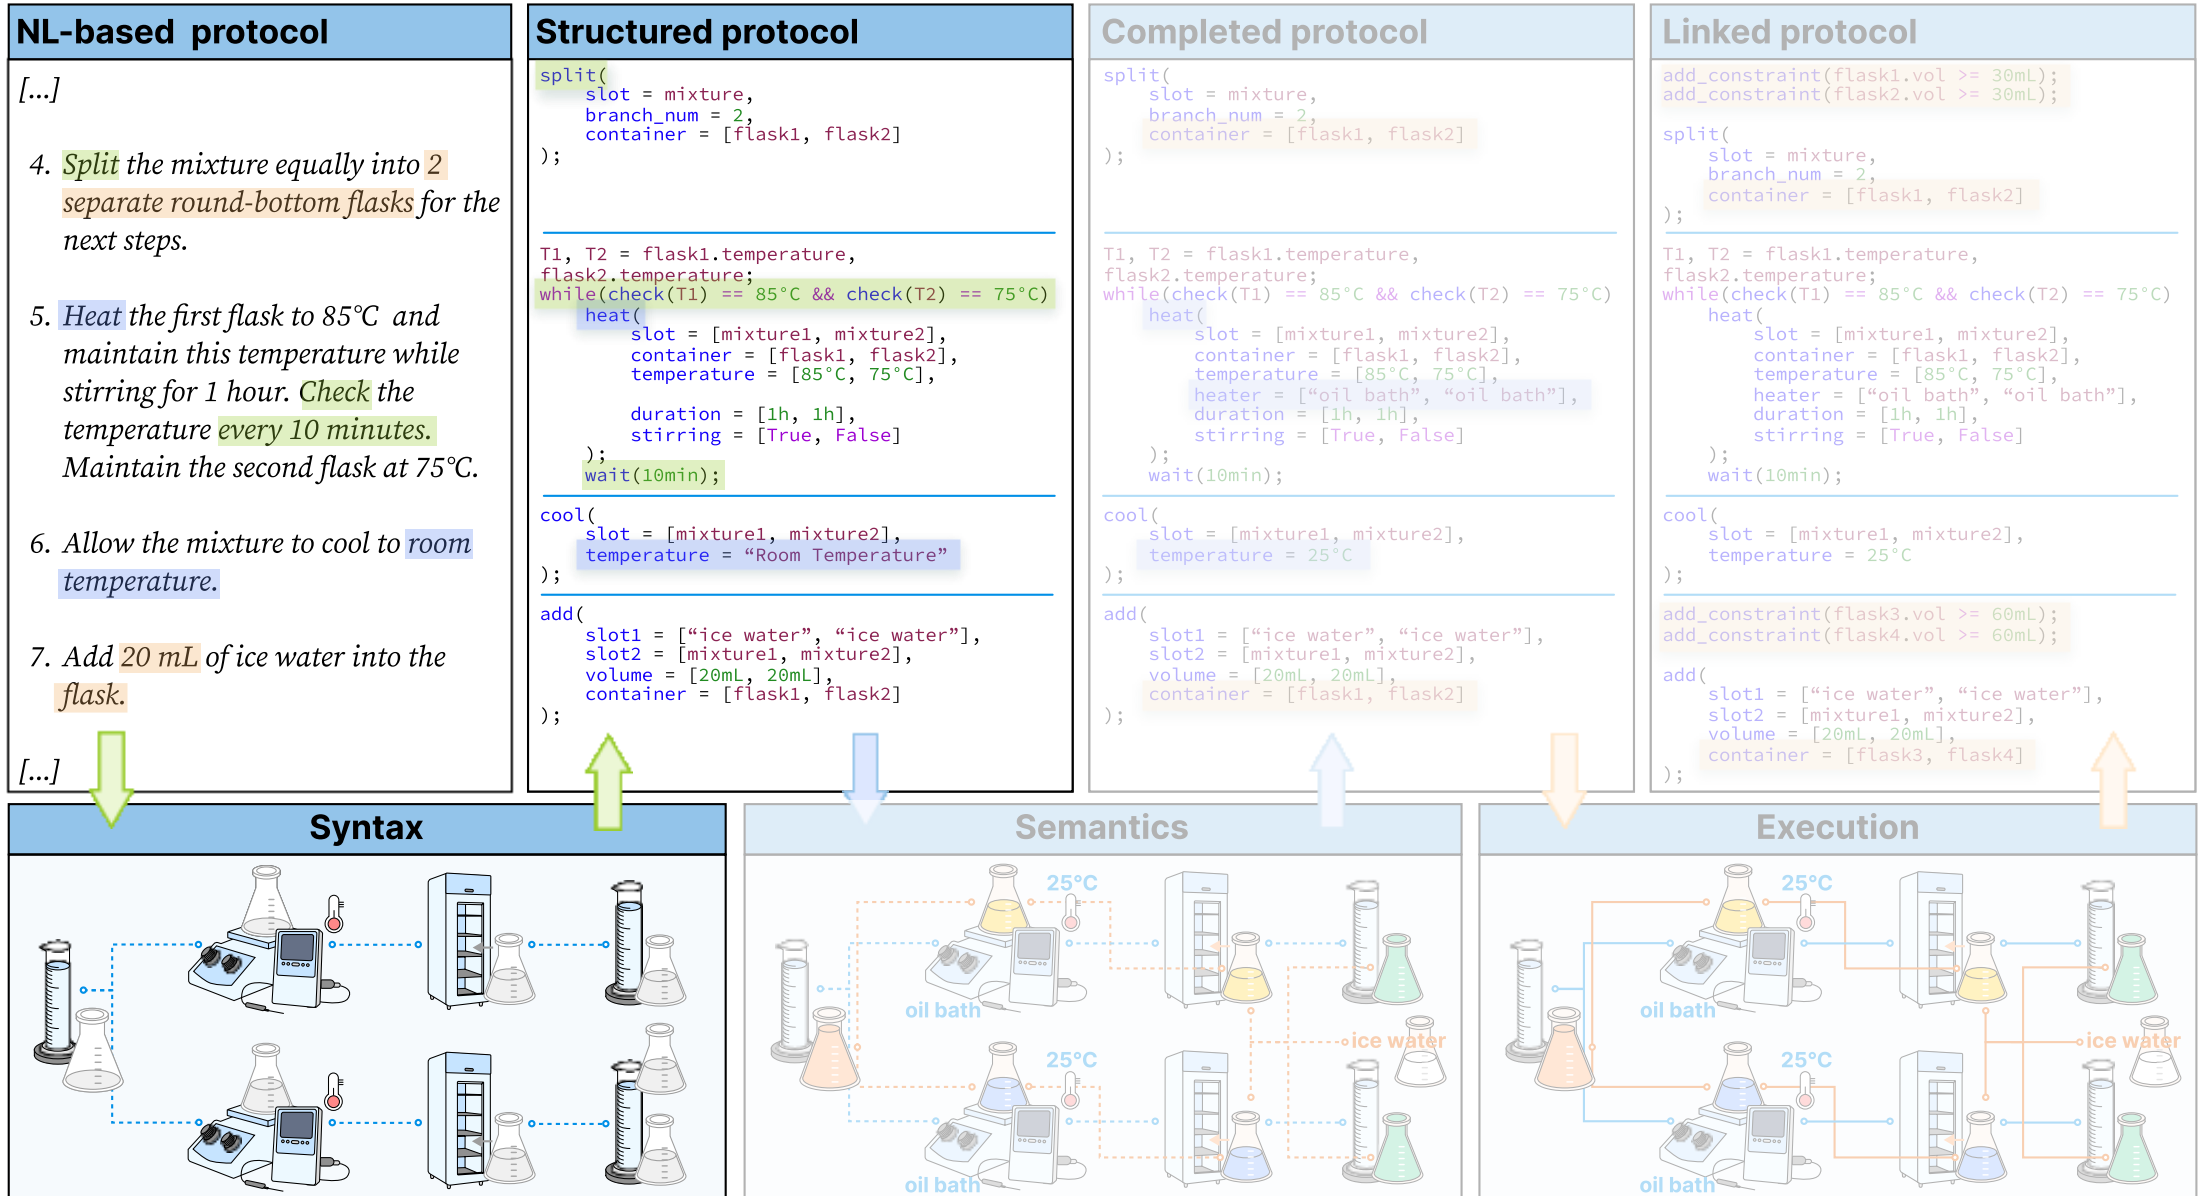 NL-based protocol
[...]
4. Split the mixture equally into 2
separate round-bottom flasks for the
next steps.
5. Heat the first flask to 85°C and
maintain this temperature while
stirring for 1 hour. Check the
temperature every 10 minutes.
Maintain the second flask at 75°C.
6. Allow the mixture to cool to room
temperature.
7. Add 20 mL of ice water into the
flask.
[...]
Structured protocol
split(
slot = mixture,
branch_num = 2,
container = [flask1, flask2]
);
T1, T2 = flask1.temperature,
flask2.temperature;
while(check(T1) == 85°C && check(T2) == 75°C)
heat(
slot = [mixture1, mixture2],
container = [flask1, flask2],
temperature = [85°C, 75°C],
duration = [1h, 1h],
stirring = [True, False]
);
wait(10min);
cool(
slot = [mixture1, mixture2],
temperature = “Room Temperature”
);
add(
slot1 = [“ice water”, “ice water”],
slot2 = [mixture1, mixture2],
volume = [20mL, 20mL],
container = [flask1, flask2]
);
Completed protocol
split(
slot = mixture,
branch_num = 2,
container = [flask1, flask2]
);
T1, T2 = flask1.temperature,
flask2.temperature;
while(check(T1) == 85°C && check(T2) == 75°C)
heat(
slot = [mixture1, mixture2],
container = [flask1, flask2],
temperature = [85°C, 75°C],
heater = [“oil bath”, “oil bath”],
duration = [1h, 1h],
stirring = [True, False]
);
wait(10min);
cool(
slot = [mixture1, mixture2],
temperature = 25°C
);
add(
slot1 = [“ice water”, “ice water”],
slot2 = [mixture1, mixture2],
volume = [20mL, 20mL],
container = [flask1, flask2]
);
Linked protocol
add_constraint(flask1.vol >= 30mL);
add_constraint(flask2.vol >= 30mL);
split(
slot = mixture,
branch_num = 2,
container = [flask1, flask2]
);
T1, T2 = flask1.temperature,
flask2.temperature;
while(check(T1) == 85°C && check(T2) == 75°C)
heat(
slot = [mixture1, mixture2],
container = [flask1, flask2],
temperature = [85°C, 75°C],
heater = [“oil bath”, “oil bath”],
duration = [1h, 1h],
stirring = [True, False]
);
wait(10min);
cool(
slot = [mixture1, mixture2],
temperature = 25°C
);
add_constraint(flask3.vol >= 60mL);
add_constraint(flask4.vol >= 60mL);
add(
slot1 = [“ice water”, “ice water”],
slot2 = [mixture1, mixture2],
volume = [20mL, 20mL],
container = [flask3, flask4]
);
Syntax
Semantics
25°C
oil bath
ice water
25°C
oil bath
Execution
25°C
oil bath
ice water
25°C
oil bath